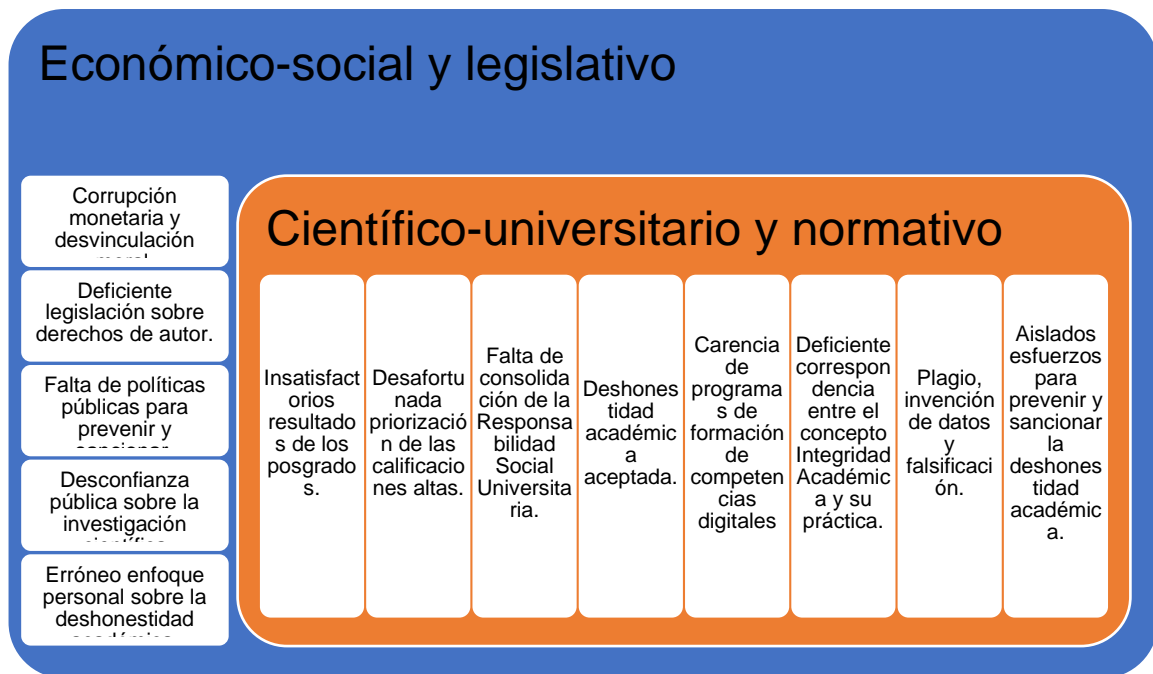 Económico-social y legislativo
Corrupción
monetaria y
desvinculación
Deficiente
legislación sobre
derechos de autor.
Falta de políticas
públicas para
prevenir y
Desconfianza
pública sobre la
investigación
Erróneo enfoque
personal sobre la
deshonestidad
Científico-universitario y normativo
Insatisfact
orios
resultado
s de los
posgrado
s.
Desafortu
nada
priorizació
n de las
calificacio
nes altas.
Falta de
consolida
ción de la
Responsa
bilidad
Social
Universita
ria.
Deshones
tidad
académic
a
aceptada.
Carencia
de
programa
s de
formación
de
competen
cias
digitales
Deficiente
correspon
dencia
entre el
concepto
Integridad
Académic
a y su
práctica.
Plagio,
invención
de datos
y
falsificaci
ón.
Aislados
esfuerzos
para
prevenir y
sancionar
la
deshones
tidad
académic
a.